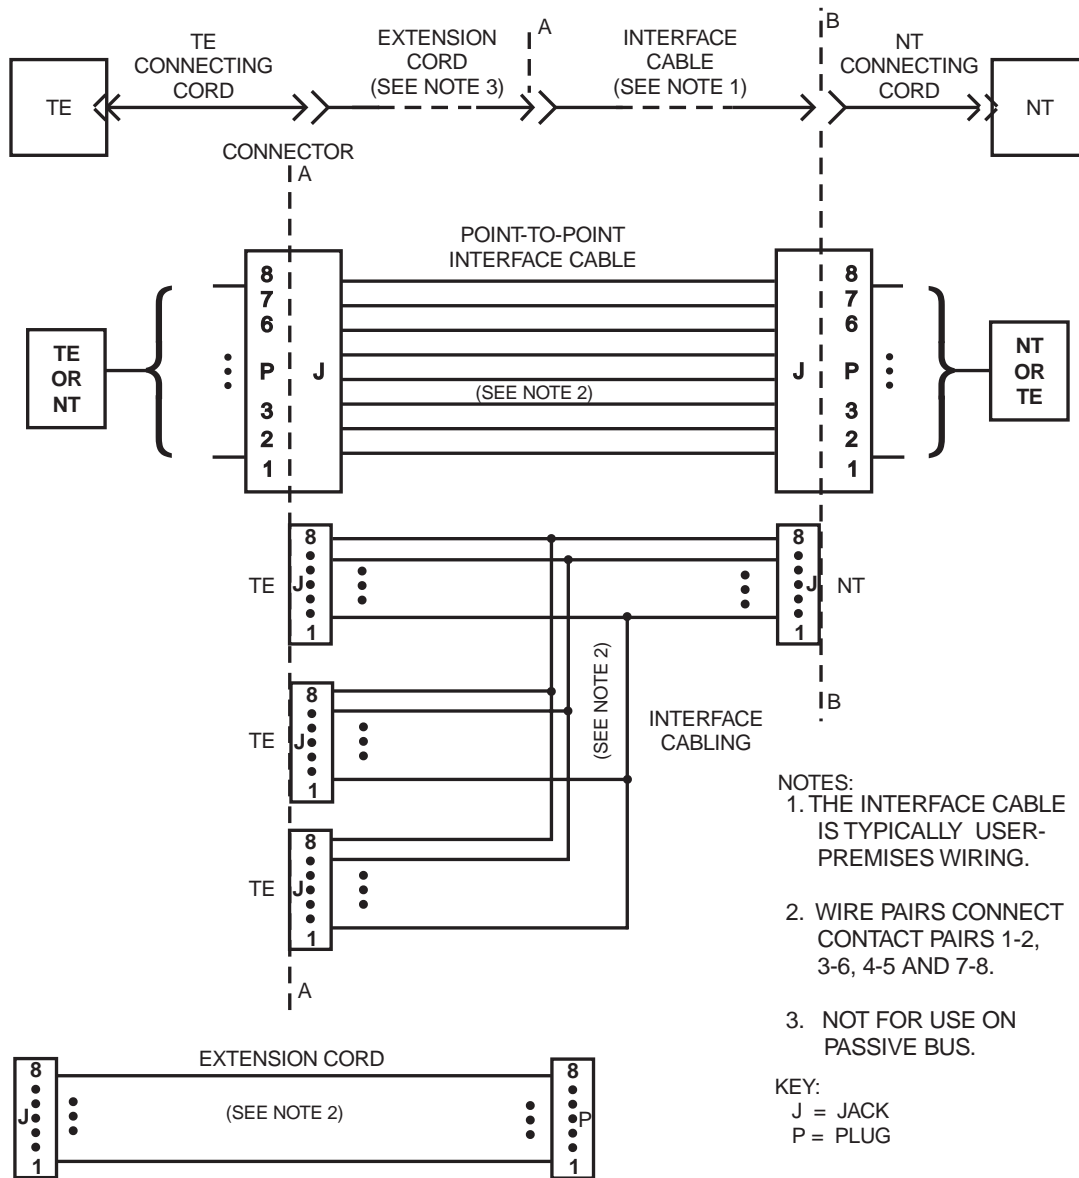 TE
TE
CONNECTING
CORD
EXTENSION
CORD
(SEE NOTE 3)
A
INTERFACE
CABLE
(SEE NOTE 1)
B
NT
CONNECTING
CORD
NT
CONNECTOR
A
POINT-TO-POINT
INTERFACE CABLE
TE
OR
NT
8
7
6
P J
3
2
1
(SEE NOTE 2)
8
7
6
J P
3
2
1
NT
OR
TE
8
TE J
1
8
J NT
1
8
TE J
1
(SEE NOTE 2)
INTERFACE
CABLING
B
8
TE J
1
A
NOTES:
1. THE INTERFACE CABLE
IS TYPICALLY USER-
PREMISES WIRING.
2. WIRE PAIRS CONNECT
CONTACT PAIRS 1-2,
3-6, 4-5 AND 7-8.
3. NOT FOR USE ON
PASSIVE BUS.
KEY:
J = JACK
P = PLUG
EXTENSION CORD
8
J
1
(SEE NOTE 2)
8
P
1